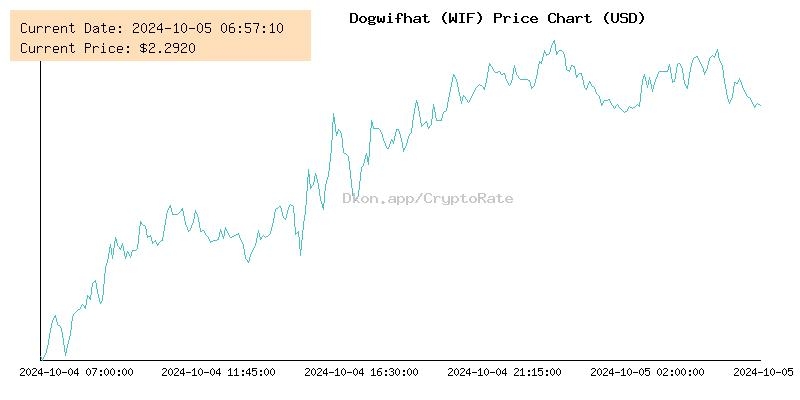 Dogwifhat (WIF) Price Chart (USD)
Current Date: 2024-10-05 06:57:10
Current Price: $2.2920
Dkon.app/CryptoRate
2024-10-04 07:00:00 2024-10-04 11:45:00 2024-10-04 16:30:00 2024-10-04 21:15:00 2024-10-05 02:00:00 2024-10-05